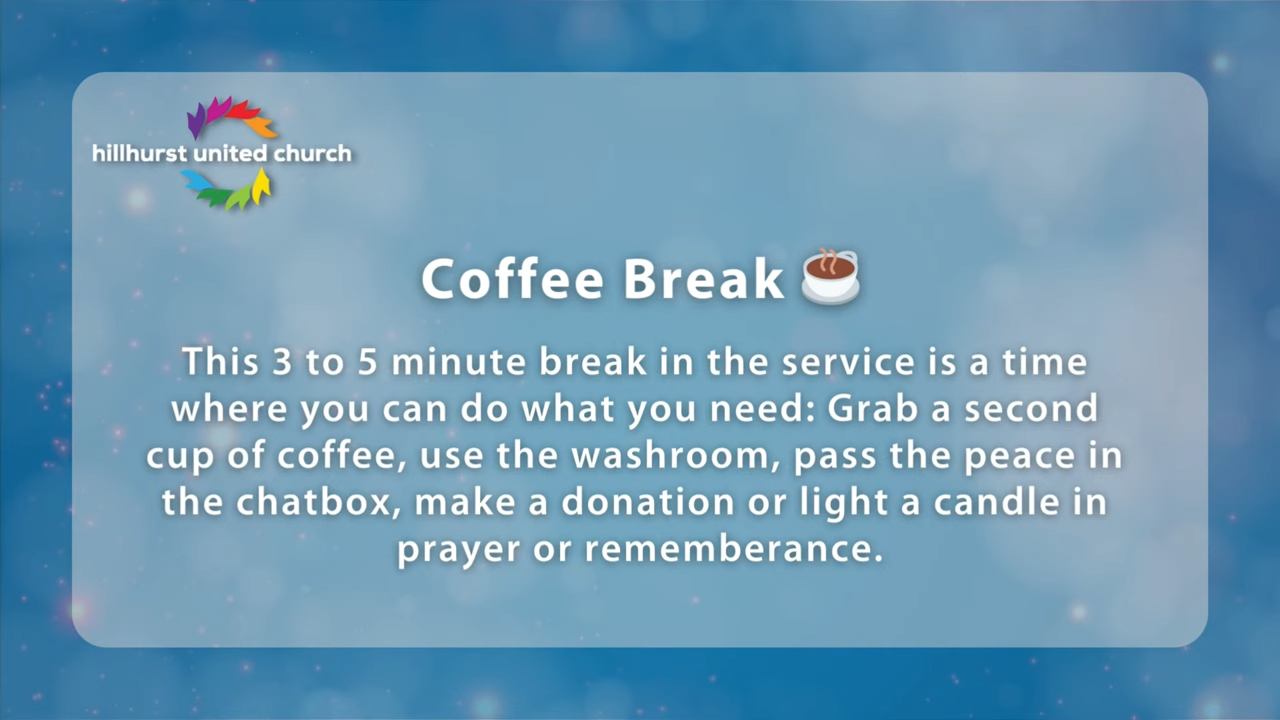 hillhurst united church
Coffee Break ☕
This 3 to 5 minute break in the service is a time
where you can do what you need: Grab a second
cup of coffee, use the washroom, pass the peace in
the chatbox, make a donation or light a candle in
prayer or rememberance.